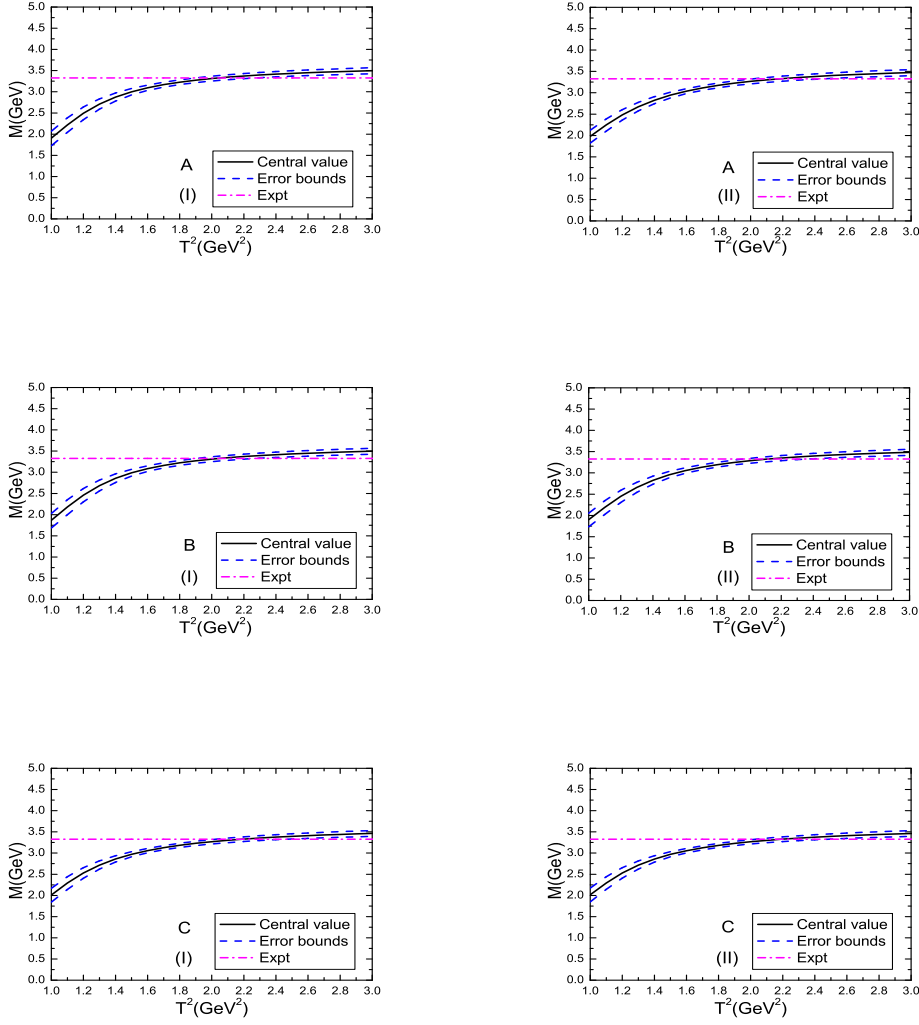 5.0
4.5
4.0
3.5
3.0
2.5
2.0
1.5
1.0
0.5
0.0
M(GeV)
A
(I)
Central value
Error bounds
Expt
1.0 1.2 1.4 1.6 1.8 2.0 2.2 2.4 2.6 2.8 3.0
T²(GeV²)
5.0
4.5
4.0
3.5
3.0
2.5
2.0
1.5
1.0
0.5
0.0
M(GeV)
A
(II)
Central value
Error bounds
Expt
1.0 1.2 1.4 1.6 1.8 2.0 2.2 2.4 2.6 2.8 3.0
T²(GeV²)
5.0
4.5
4.0
3.5
3.0
2.5
2.0
1.5
1.0
0.5
0.0
M(GeV)
B
(I)
Central value
Error bounds
Expt
1.0 1.2 1.4 1.6 1.8 2.0 2.2 2.4 2.6 2.8 3.0
T²(GeV²)
5.0
4.5
4.0
3.5
3.0
2.5
2.0
1.5
1.0
0.5
0.0
M(GeV)
B
(II)
Central value
Error bounds
Expt
1.0 1.2 1.4 1.6 1.8 2.0 2.2 2.4 2.6 2.8 3.0
T²(GeV²)
5.0
4.5
4.0
3.5
3.0
2.5
2.0
1.5
1.0
0.5
0.0
M(GeV)
C
(I)
Central value
Error bounds
Expt
1.0 1.2 1.4 1.6 1.8 2.0 2.2 2.4 2.6 2.8 3.0
T²(GeV²)
5.0
4.5
4.0
3.5
3.0
2.5
2.0
1.5
1.0
0.5
0.0
M(GeV)
C
(II)
Central value
Error bounds
Expt
1.0 1.2 1.4 1.6 1.8 2.0 2.2 2.4 2.6 2.8 3.0
T²(GeV²)